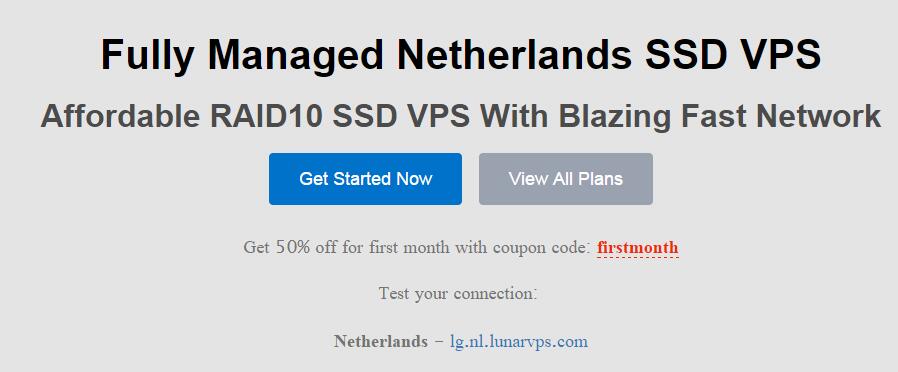 Fully Managed Netherlands SSD VPS
Affordable RAID10 SSD VPS With Blazing Fast Network
Get Started Now
View All Plans
Get 50% off for first month with coupon code: firstmonth
Test your connection:
Netherlands – lg.nl.lunarvps.com